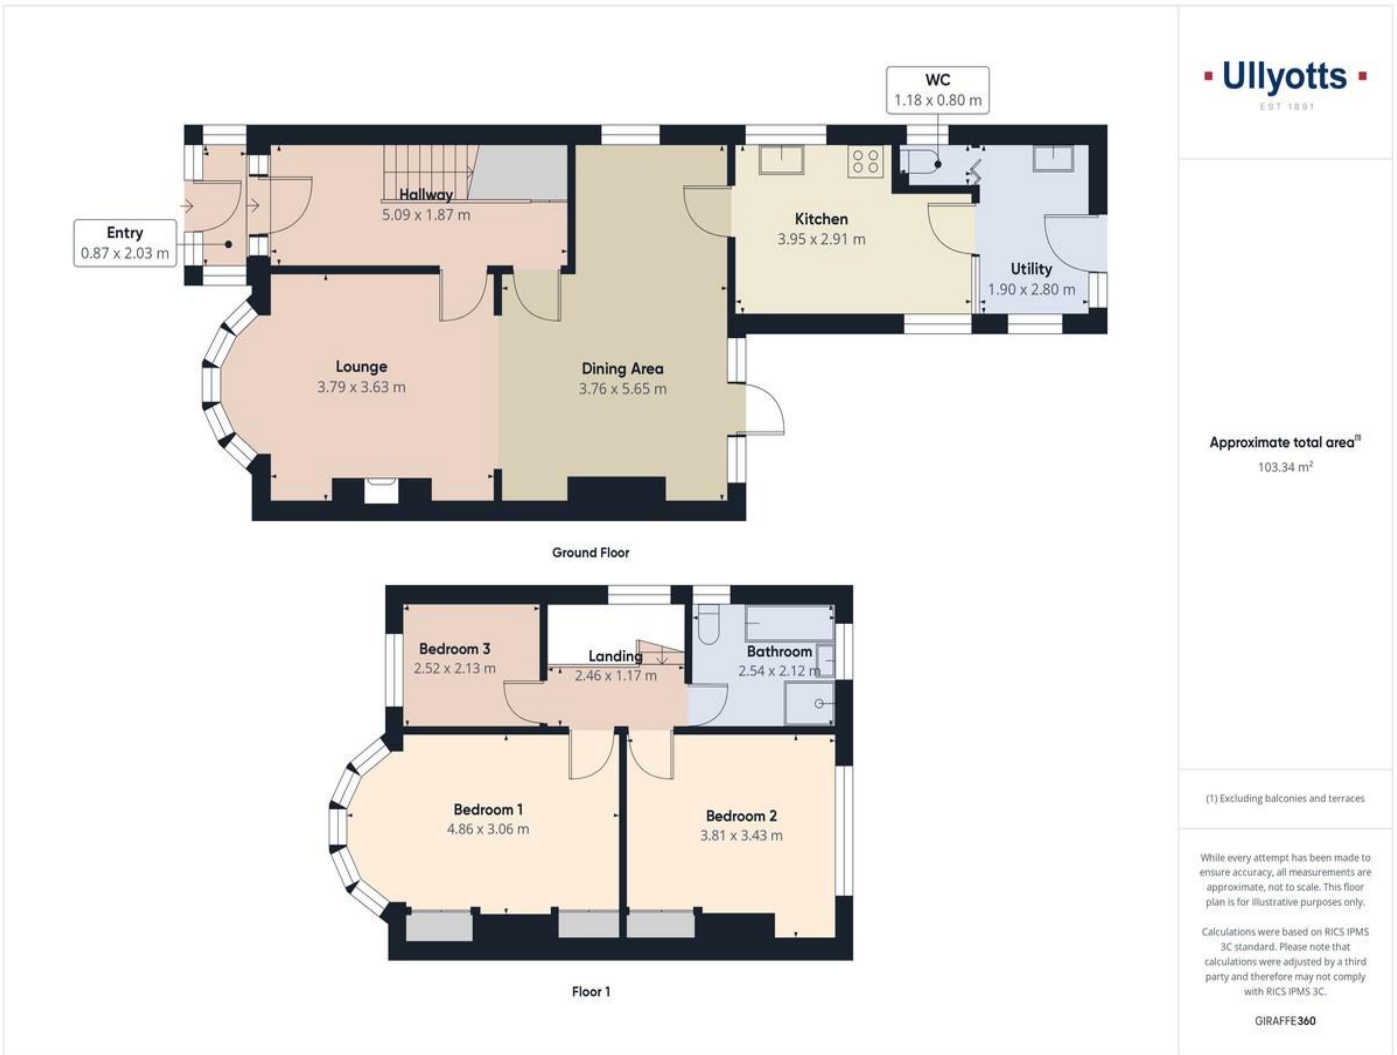 WC
1.18 x 0.80 m
Hallway
5.09 x 1.87 m
Entry
0.87 x 2.03 m
Kitchen
3.95 x 2.91 m
Utility
1.90 x 2.80 m
Lounge
3.79 x 3.63 m
Dining Area
3.76 x 5.65 m
Ground Floor
Bedroom 3
2.52 x 2.13 m
Landing
2.46 x 1.17 m
Bathroom
2.54 x 2.12 m
Bedroom 1
4.86 x 3.06 m
Bedroom 2
3.81 x 3.43 m
Floor 1
Ullyotts
EST 1891
Approximate total area(1)
103.34 m²
(1) Excluding balconies and terraces
While every attempt has been made to
ensure accuracy, all measurements are
approximate, not to scale. This floor
plan is for illustrative purposes only.
Calculations were based on RICS IPMS
3C standard. Please note that
calculations were adjusted by a third
party and therefore may not comply
with RICS IPMS 3C.
GIRAFFE360